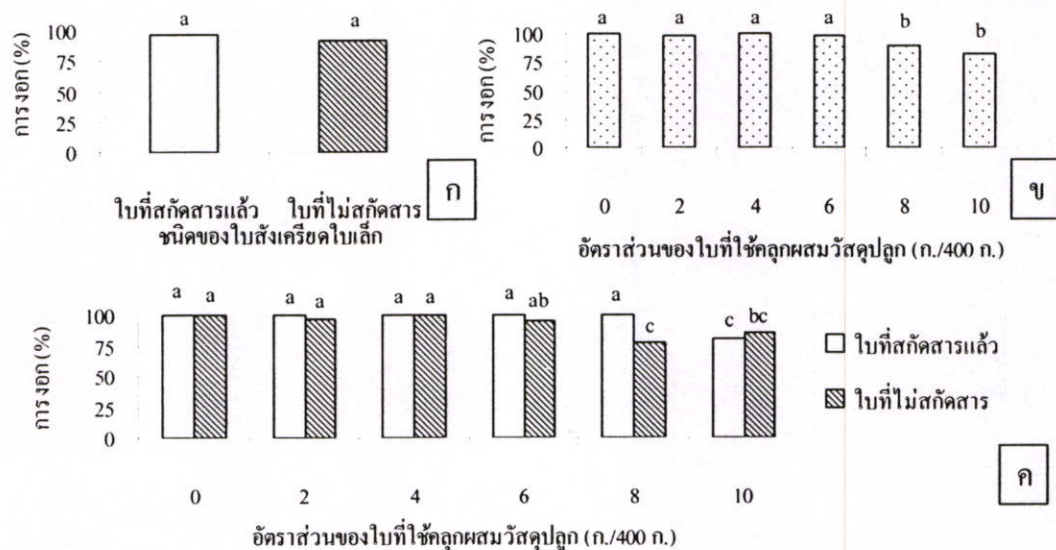 a a
การงอก (%)
100
75
50
25
0
ใบที่สกัดสารแล้ว ใบที่ไม่สกัดสาร
ชนิดของใบสังเครียดใบเล็ก
ก
a a a a b b
การงอก (%)
100
75
50
25
0
0 2 4 6 8 10
อัตราส่วนของใบที่ใช้คลุกผสมวัสดุปลูก (ก./400 ก.)
ข
a a a a a a a ab a c c bc
การงอก (%)
100
75
50
25
0
0 2 4 6 8 10
อัตราส่วนของใบที่ใช้คลุกผสมวัสดุปลูก (ก./400 ก.)
ใบที่สกัดสารแล้ว
ใบที่ไม่สกัดสาร
ค